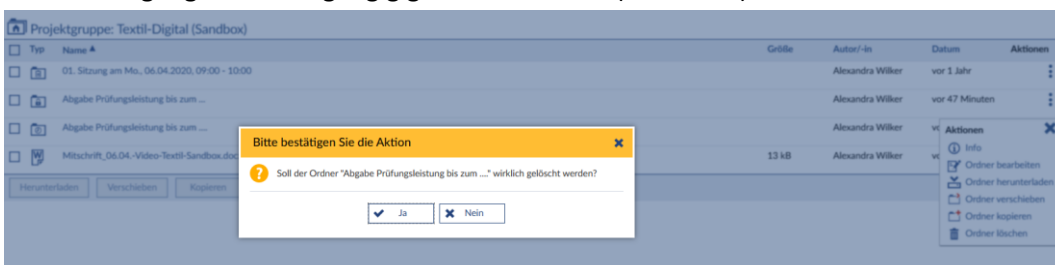 Projektgruppe: Textil-Digital (Sandbox)
Typ Name Größe Autor/-in Datum Aktionen
01. Sitzung am Mo., 06.04.2020, 09:00 - 10:00 Alexandra Wilker vor 1 Jahr
Abgabe Prüfungsleistung bis zum ... Alexandra Wilker vor 47 Minuten
Abgabe Prüfungsleistung bis zum .... Alexandra Wilker
Mitschrift_06.04.-Video-Textil-Sandbox.doc 13 kB Alexandra Wilker
Herunterladen Verschieben Kopieren
Bitte bestätigen Sie die Aktion
Soll der Ordner "Abgabe Prüfungsleistung bis zum ...." wirklich gelöscht werden?
Ja Nein
Aktionen
Info
Ordner bearbeiten
Ordner herunterladen
Ordner verschieben
Ordner kopieren
Ordner löschen